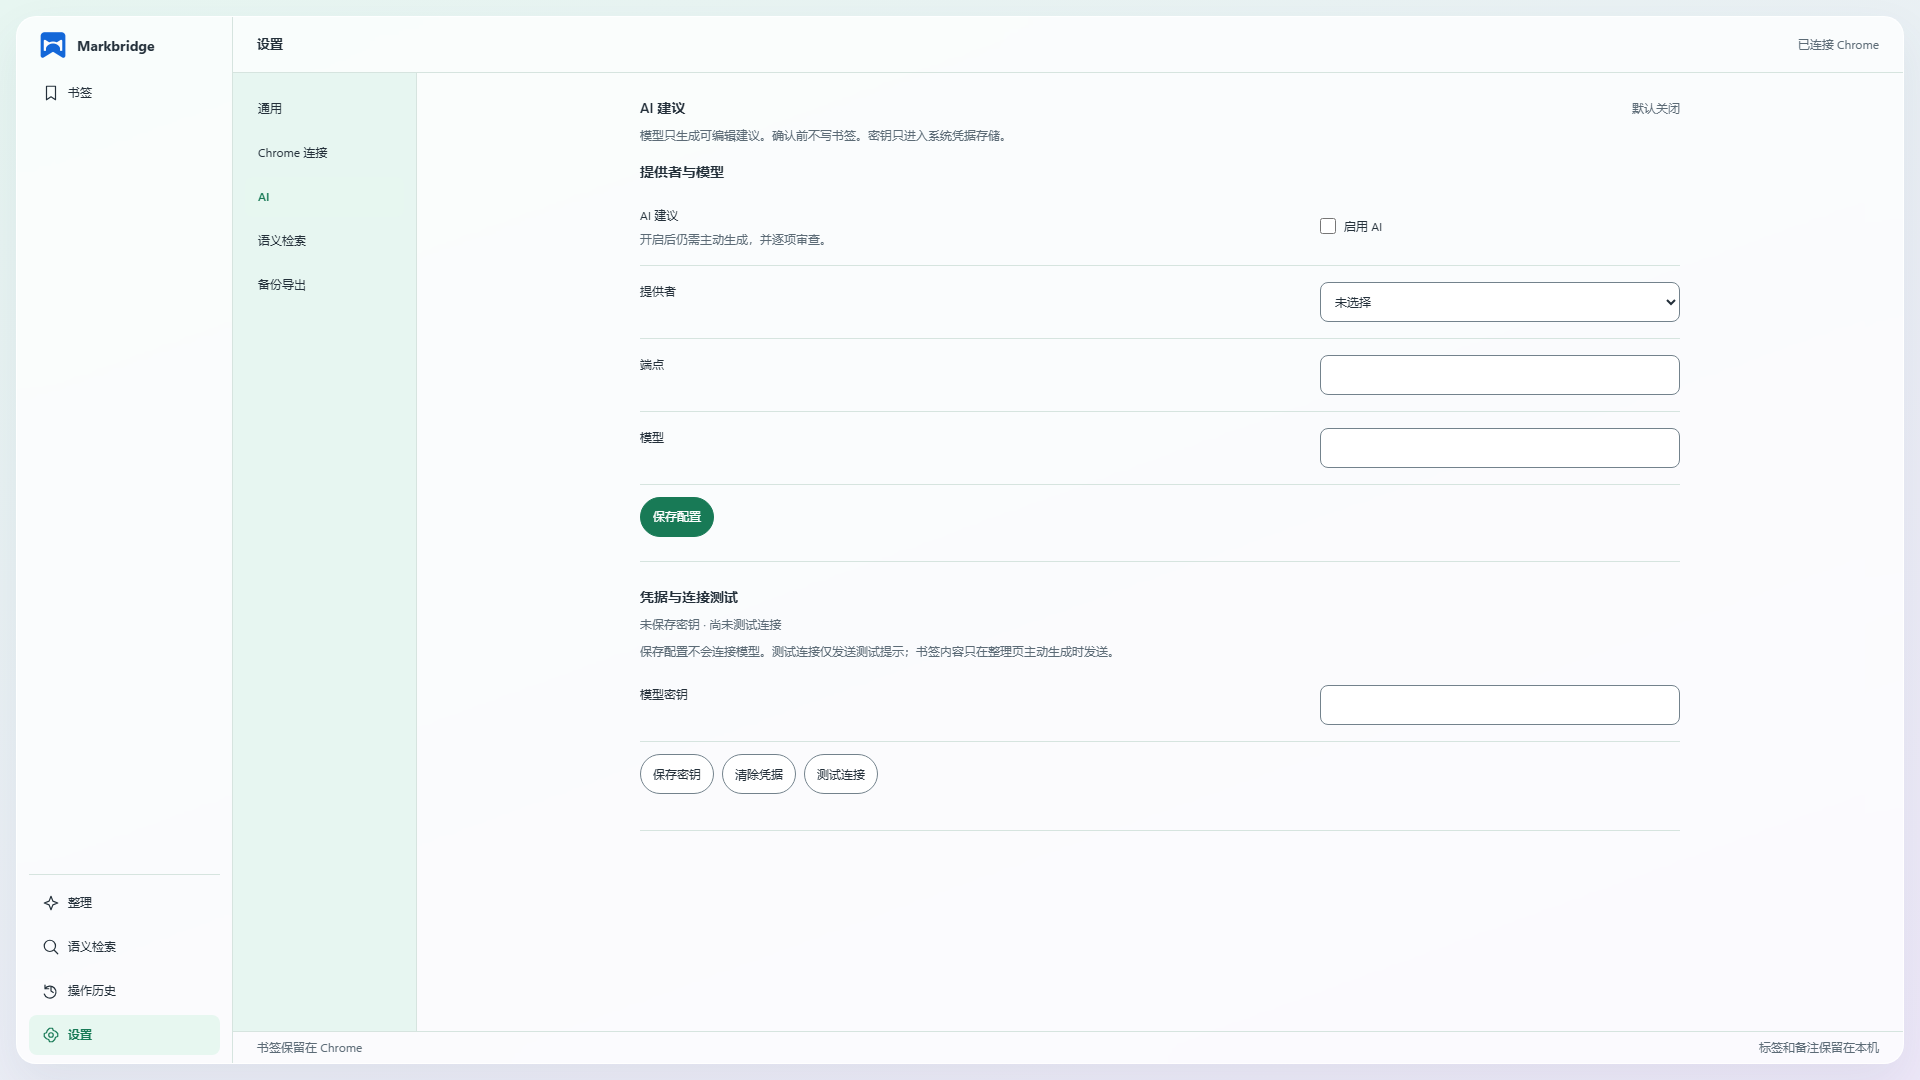 Markbridge
书签
整理
语义检索
操作历史
设置
设置
已连接 Chrome
通用
Chrome 连接
AI
语义检索
备份导出
AI 建议
默认关闭
模型只生成可编辑建议。确认前不写书签。密钥只进入系统凭据存储。
提供者与模型
AI 建议
开启后仍需主动生成，并逐项审查。
启用 AI
提供者
未选择
端点
模型
保存配置
凭据与连接测试
未保存密钥 · 尚未测试连接
保存配置不会连接模型。测试连接仅发送测试提示；书签内容只在整理页主动生成时发送。
模型密钥
保存密钥
清除凭据
测试连接
书签保留在 Chrome
标签和备注保留在本机